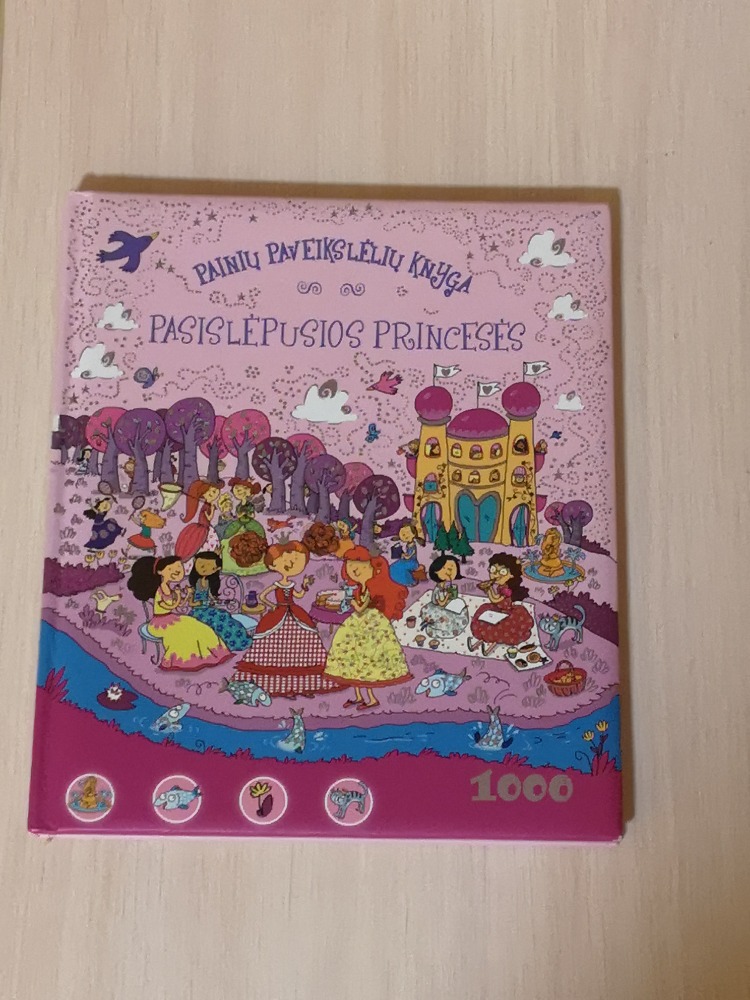 PAINIŲ PAVEIKSLĖLIŲ KNYGA
PASISLĖPUSIOS PRINCESĖS
1000